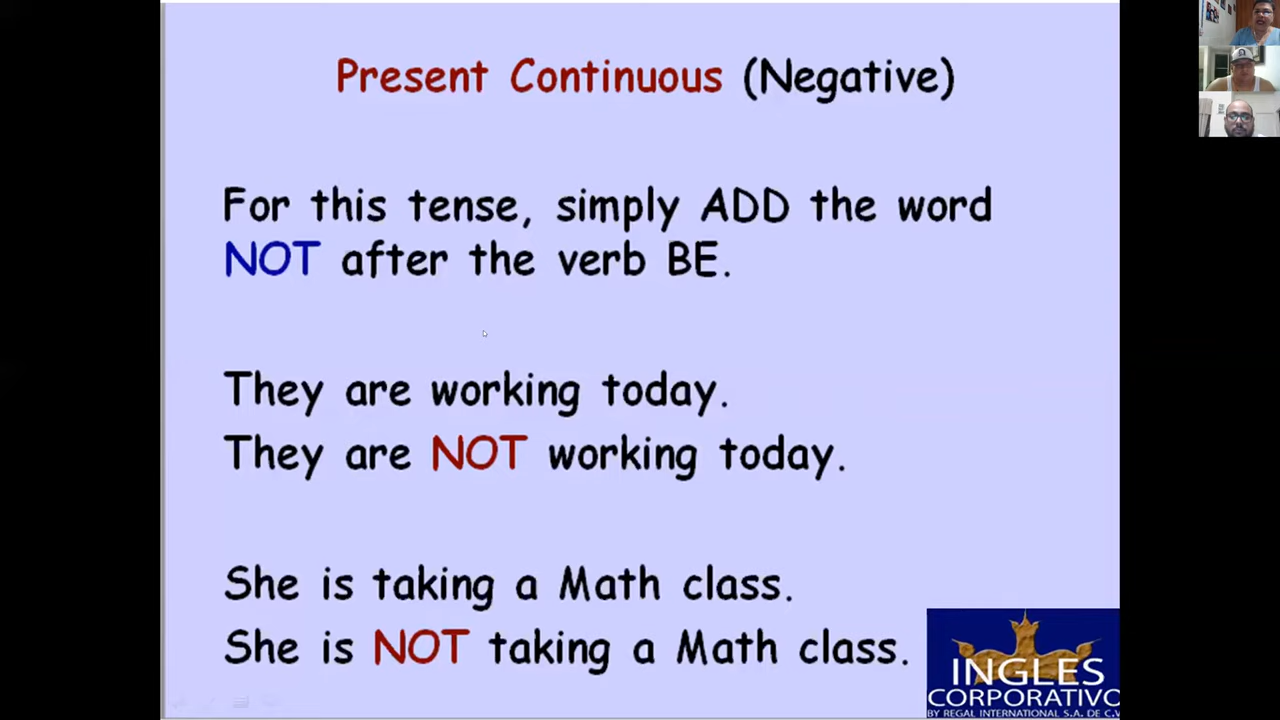 Present Continuous (Negative)
For this tense, simply ADD the word
NOT after the verb BE.
They are working today.
They are NOT working today.
She is taking a Math class.
She is NOT taking a Math class.
INGLES
CORPORATIVO
BY REGAL INTERNATIONAL S.A. DE C.V